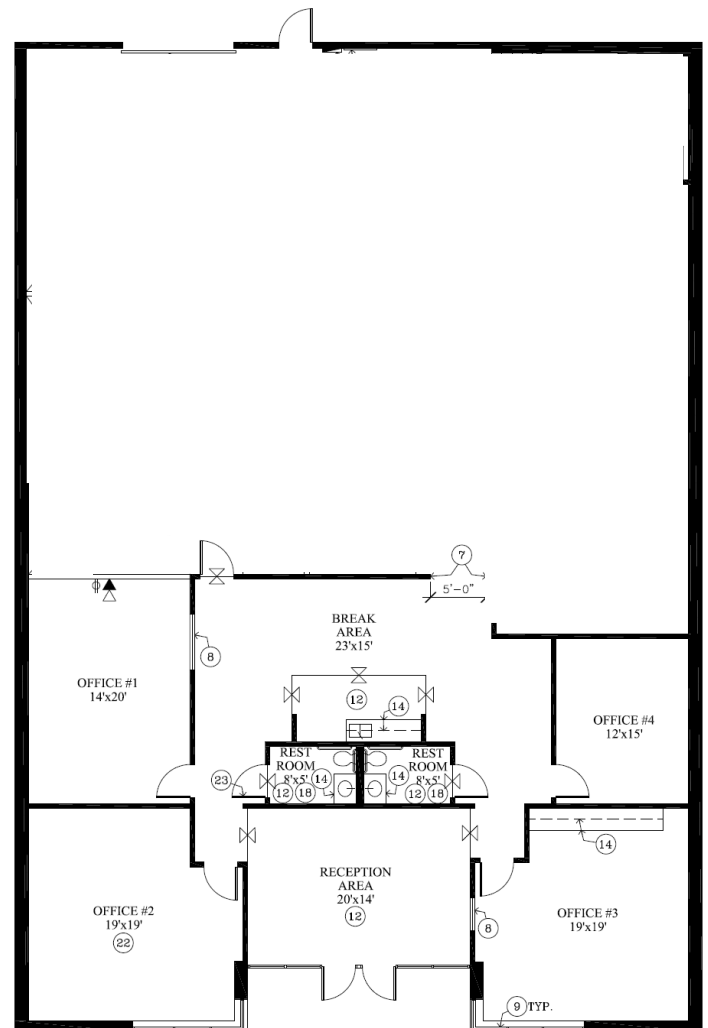 7
5'-0"
BREAK
AREA
23'x15'
8
OFFICE #1
14'x20'
12
14
OFFICE #4
12'x15'
REST
ROOM
8'x5'
14
12
18
REST
ROOM
8'x5'
14
12
18
23
14
RECEPTION
AREA
20'x14'
12
OFFICE #2
19'x19'
22
OFFICE #3
19'x19'
8
9 TYP.